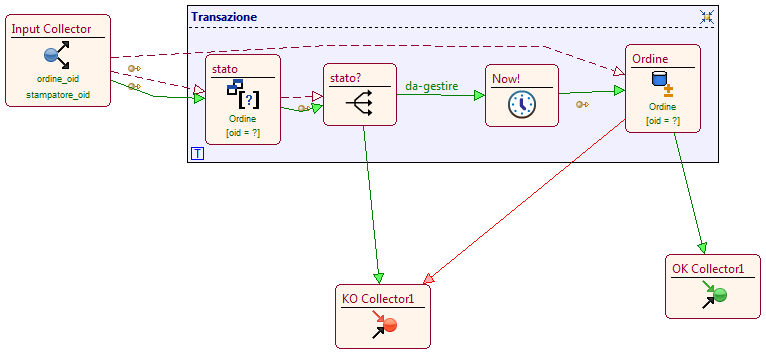 Transazione
Input Collector
ordine_oid
stampatore_oid
stato
[?]
Ordine
[oid = ?]
stato?
da-gestire
Now!
Ordine
Ordine
[oid = ?]
T
KO Collector1
OK Collector1